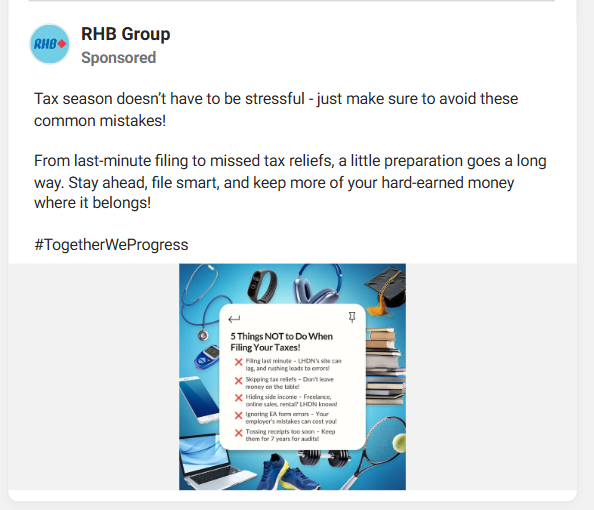 RHB
RHB Group
Sponsored
Tax season doesn't have to be stressful - just make sure to avoid these
common mistakes!
From last-minute filing to missed tax reliefs, a little preparation goes a long
way. Stay ahead, file smart, and keep more of your hard-earned money
where it belongs!
#TogetherWeProgress
5 Things NOT to Do When
Filing Your Taxes!
Filing last minute – LHDN's site can
lag, and rushing leads to errors!
Skipping tax reliefs – Don't leave
money on the table!
Hiding side income – Freelance,
online sales, rental? LHDN knows!
Ignoring EA form errors – Your
employer's mistakes can cost you!
Tossing receipts too soon – Keep
them for 7 years for audits!